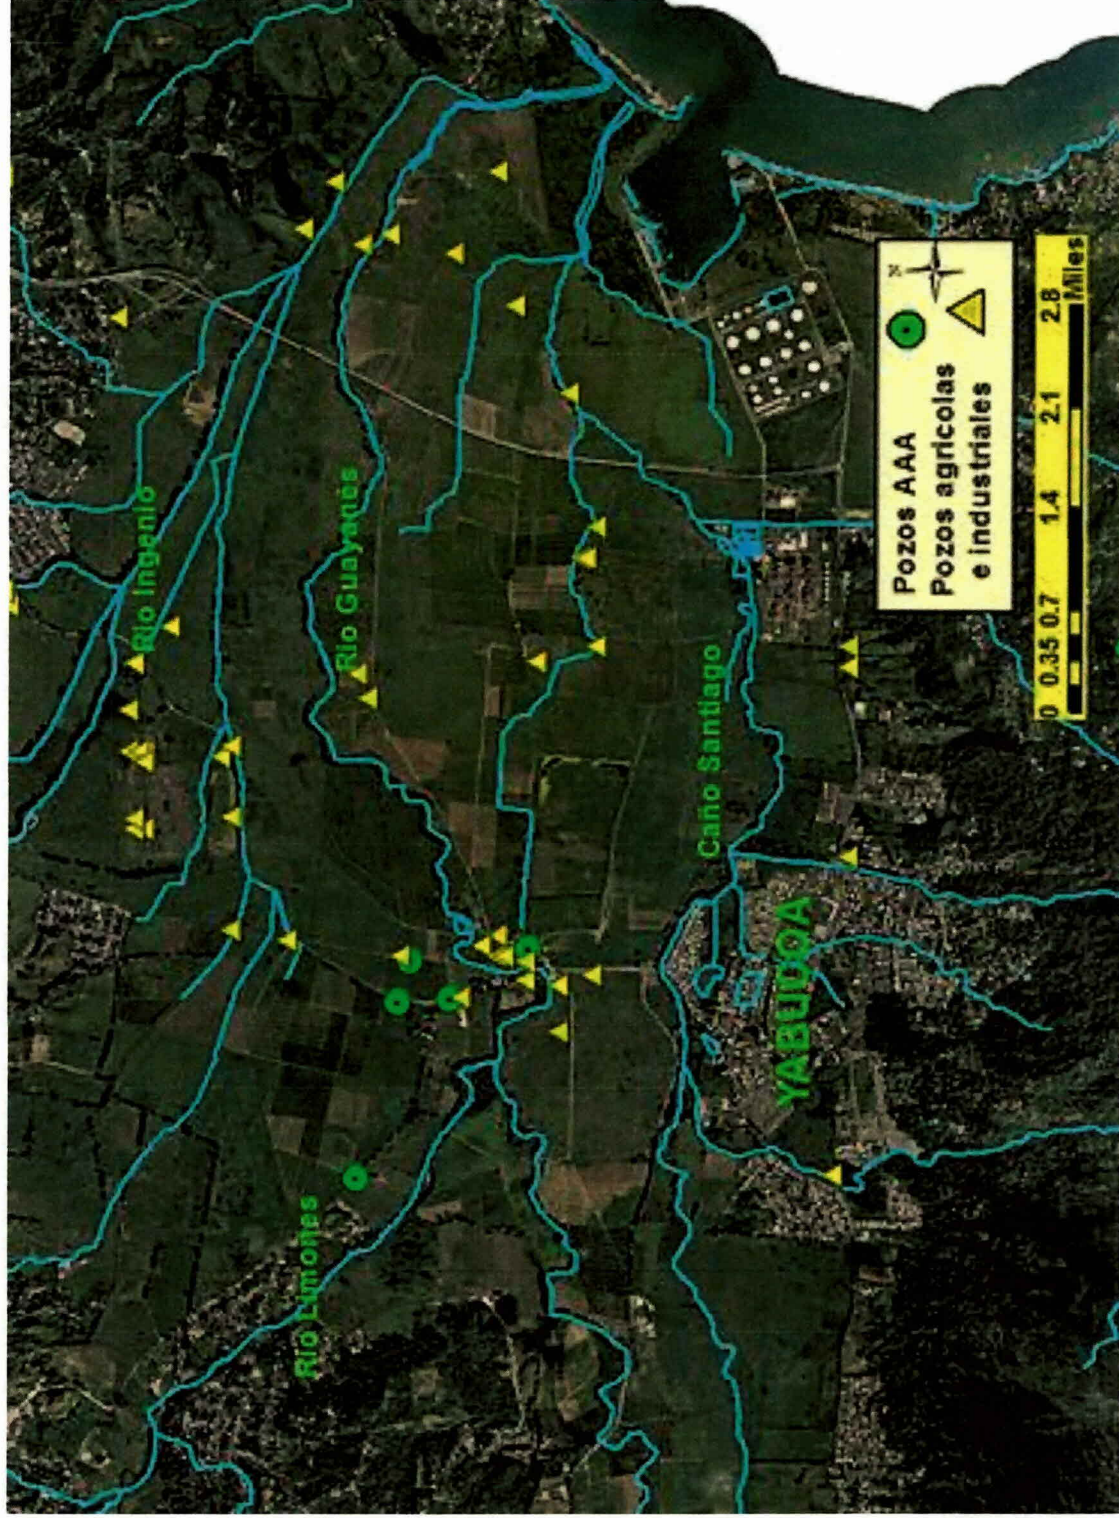 Río Ingenio
Río Guayanés
Río Limones
Caño Santiago
YABUCOA
Pozos AAA
Pozos agrícolas
e industriales
N
0 0.35 0.7 1.4 2.1 2.8
Miles